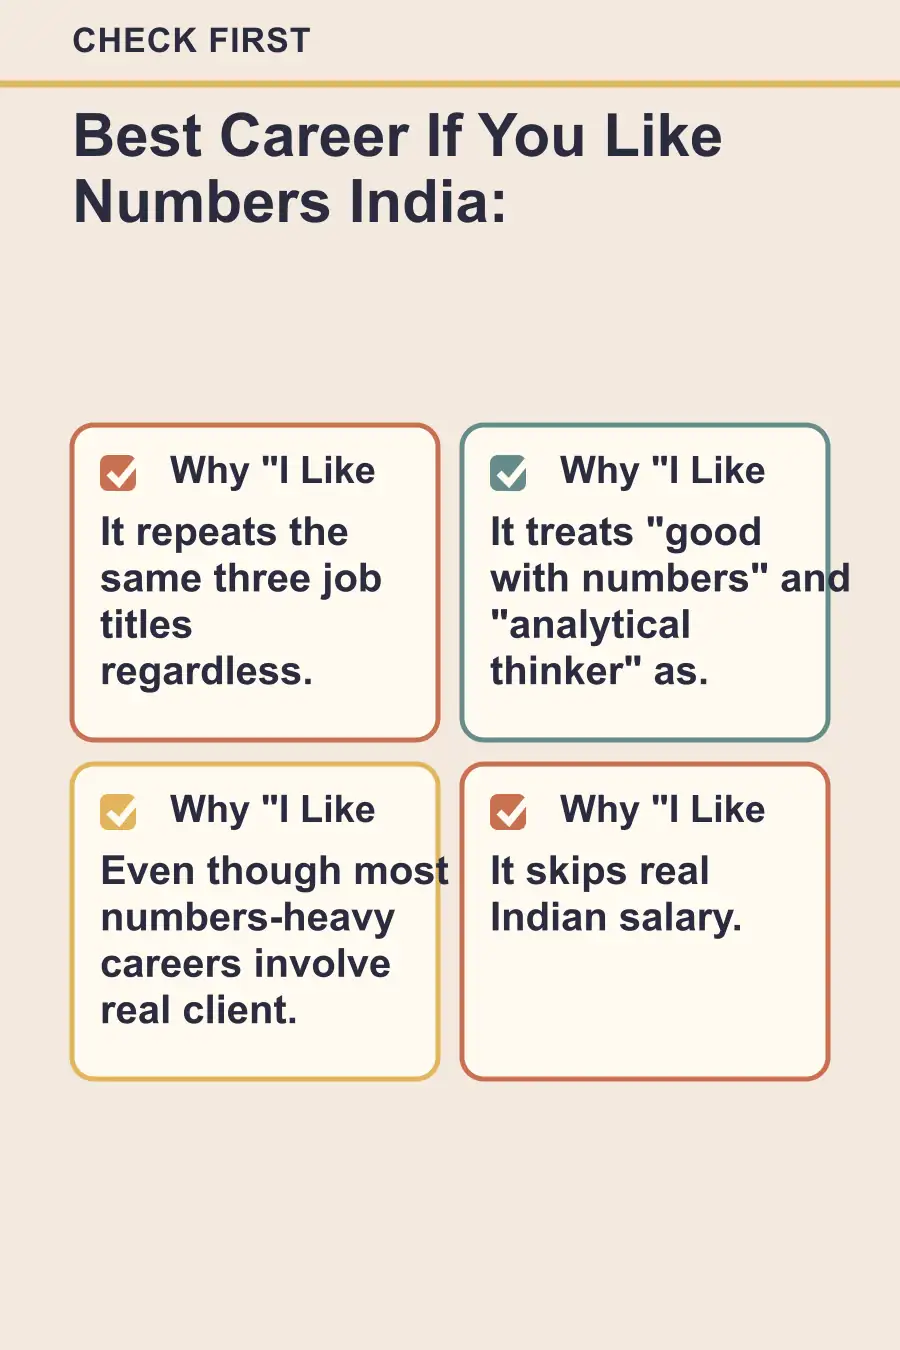 CHECK FIRST
Best Career If You Like
Numbers India:
Why "I Like
It repeats the
same three job
titles
regardless.
Why "I Like
It treats "good
with numbers" and
"analytical
thinker" as.
Why "I Like
Even though most
numbers-heavy
careers involve
real client.
Why "I Like
It skips real
Indian salary.